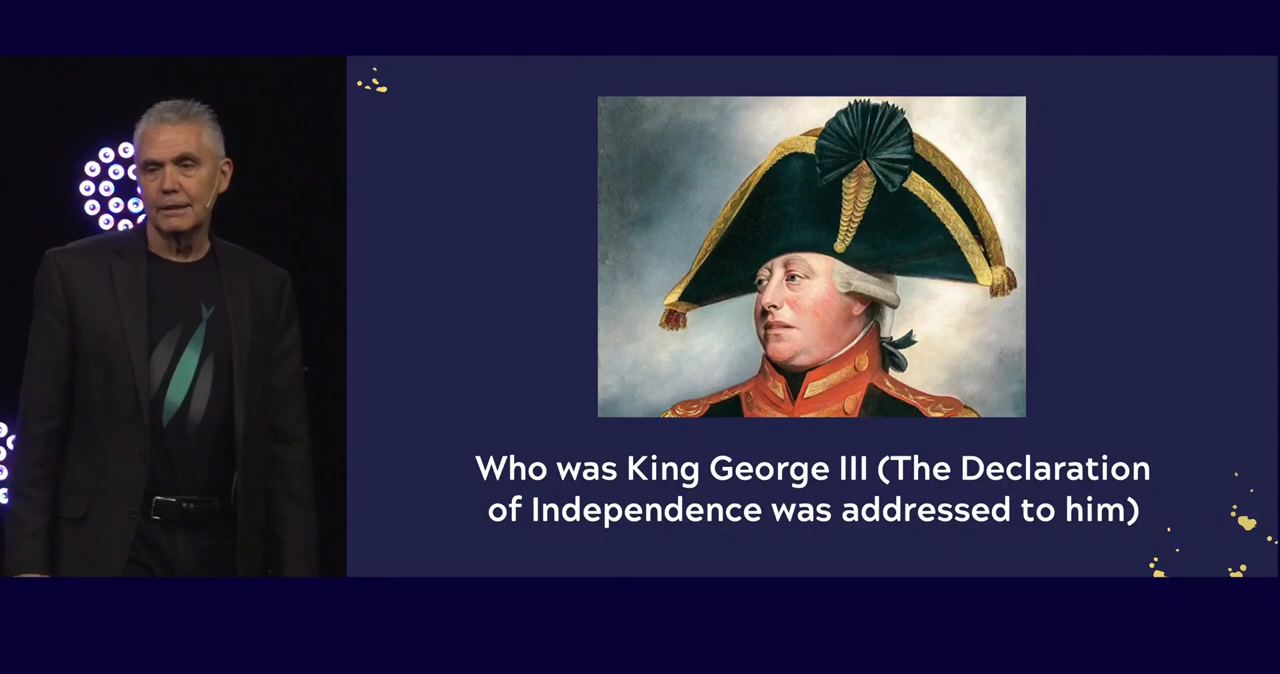 Who was King George III (The Declaration
of Independence was addressed to him)